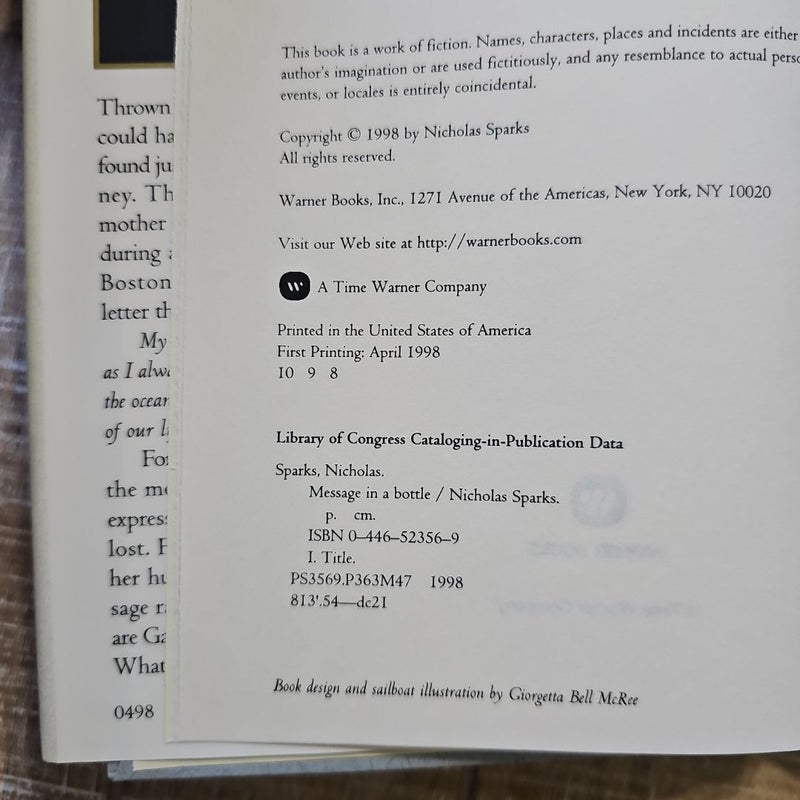 Thrown
could ha
found ju
ney. Th
mother
during a
Boston
letter th
My
as I alwa
the ocean
of our l
For
the mo
express
lost. F
her hu
sage r
are Ga
What
0498
This book is a work of fiction. Names, characters, places and incidents are either
author's imagination or are used fictitiously, and any resemblance to actual perso
events, or locales is entirely coincidental.
Copyright © 1998 by Nicholas Sparks
All rights reserved.
Warner Books, Inc., 1271 Avenue of the Americas, New York, NY 10020
Visit our Web site at http://warnerbooks.com
A Time Warner Company
Printed in the United States of America
First Printing: April 1998
10 9 8
Library of Congress Cataloging-in-Publication Data
Sparks, Nicholas.
Message in a bottle / Nicholas Sparks.
p. cm.
ISBN 0-446-52356-9
I. Title.
PS3569.P363M47 1998
813'.54—dc21
Book design and sailboat illustration by Giorgetta Bell McRee